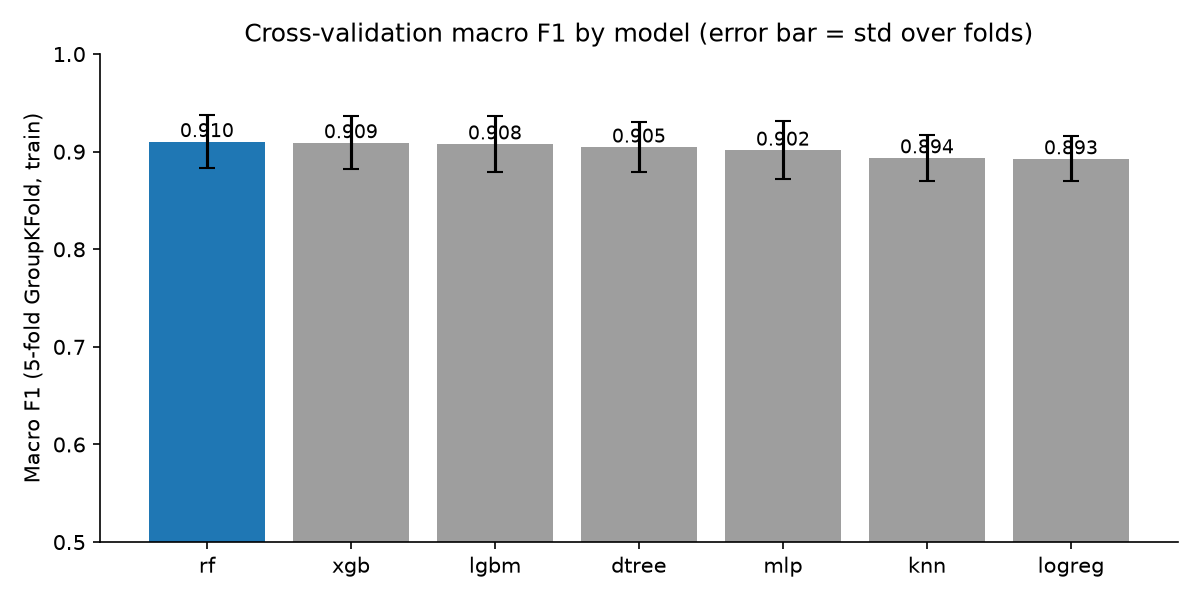 Cross-validation macro F1 by model (error bar = std over folds)
Macro F1 (5-fold GroupKFold, train)
1.0
0.9
0.8
0.7
0.6
0.5
0.910
0.909
0.908
0.905
0.902
0.894
0.893
rf
xgb
lgbm
dtree
mlp
knn
logreg